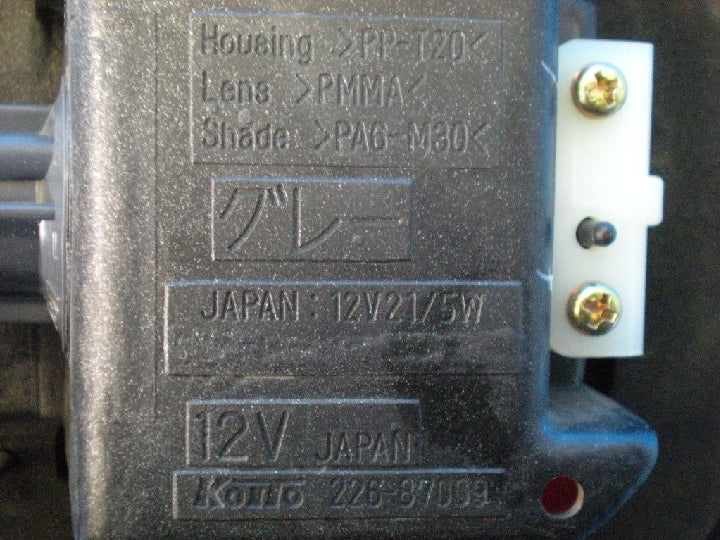 Housing >PP-T20<
Lens >PMMA<
Shade >PA6-M30<
グレー
JAPAN : 12V21/5W
12V JAPAN
KOITO 226-87009